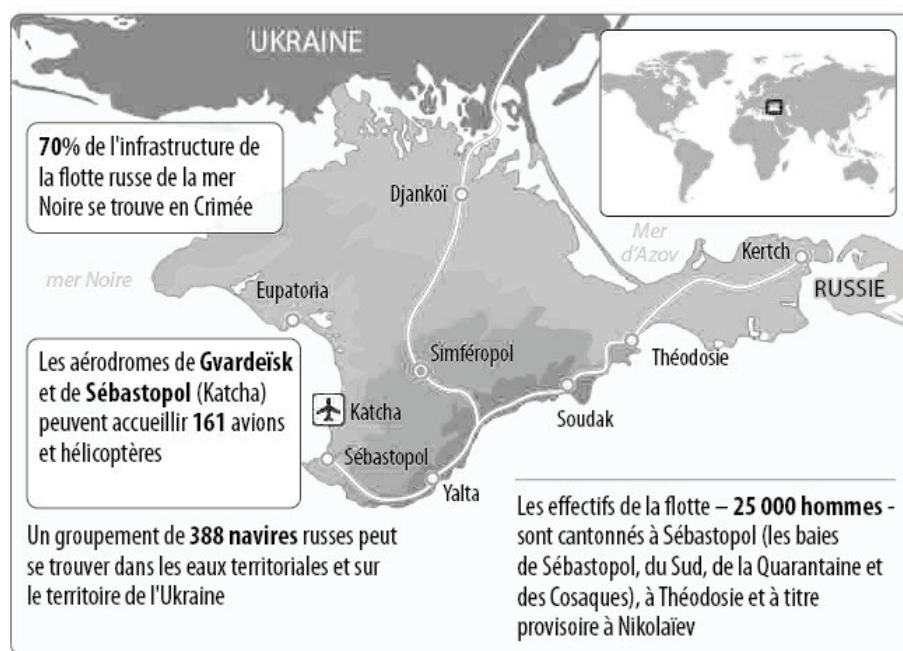 UKRAINE
70% de l'infrastructure de
la flotte russe de la mer
Noire se trouve en Crimée
Djankoï
Mer
d'Azov
Kertch
mer Noire
RUSSIE
Eupatoria
Les aérodromes de Gvardeïsk
et de Sébastopol (Katcha)
peuvent accueillir 161 avions
et hélicoptères
Simféropol
Théodosie
Katcha
Soudak
Sébastopol
Yalta
Un groupement de 388 navires russes peut
se trouver dans les eaux territoriales et sur
le territoire de l'Ukraine
Les effectifs de la flotte – 25 000 hommes -
sont cantonnés à Sébastopol (les baies
de Sébastopol, du Sud, de la Quarantaine et
des Cosaques), à Théodosie et à titre
provisoire à Nikolaïev